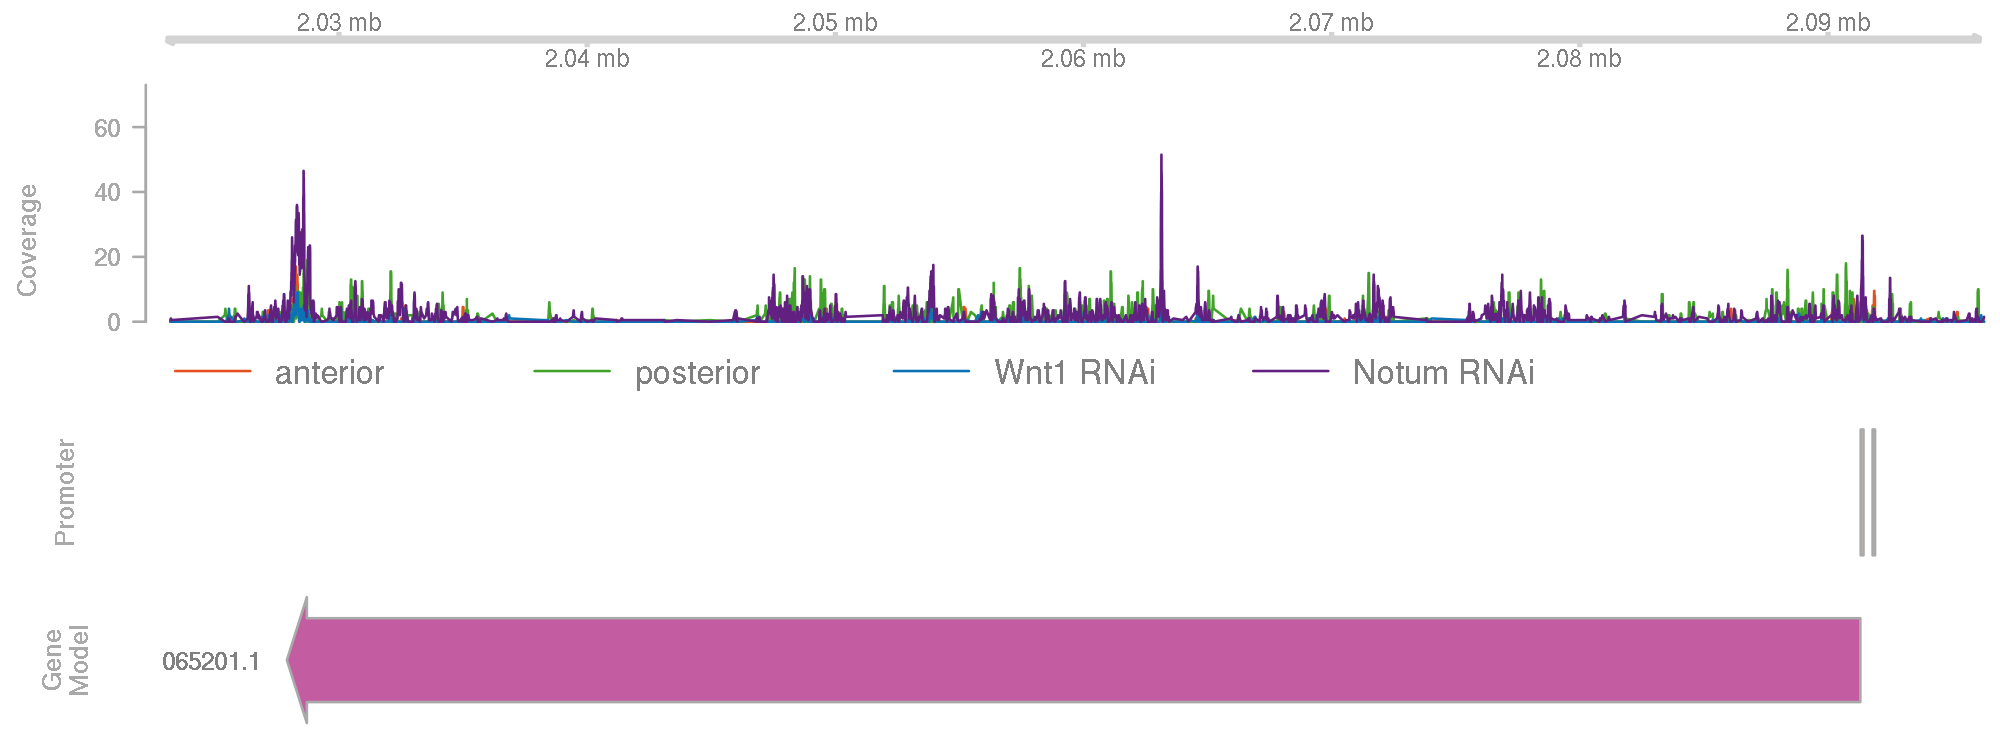 2.03 mb 2.05 mb 2.07 mb 2.09 mb
2.04 mb 2.06 mb 2.08 mb
Coverage
60
40
20
0
anterior posterior Wnt1 RNAi Notum RNAi
Promoter
Gene
Model
065201.1